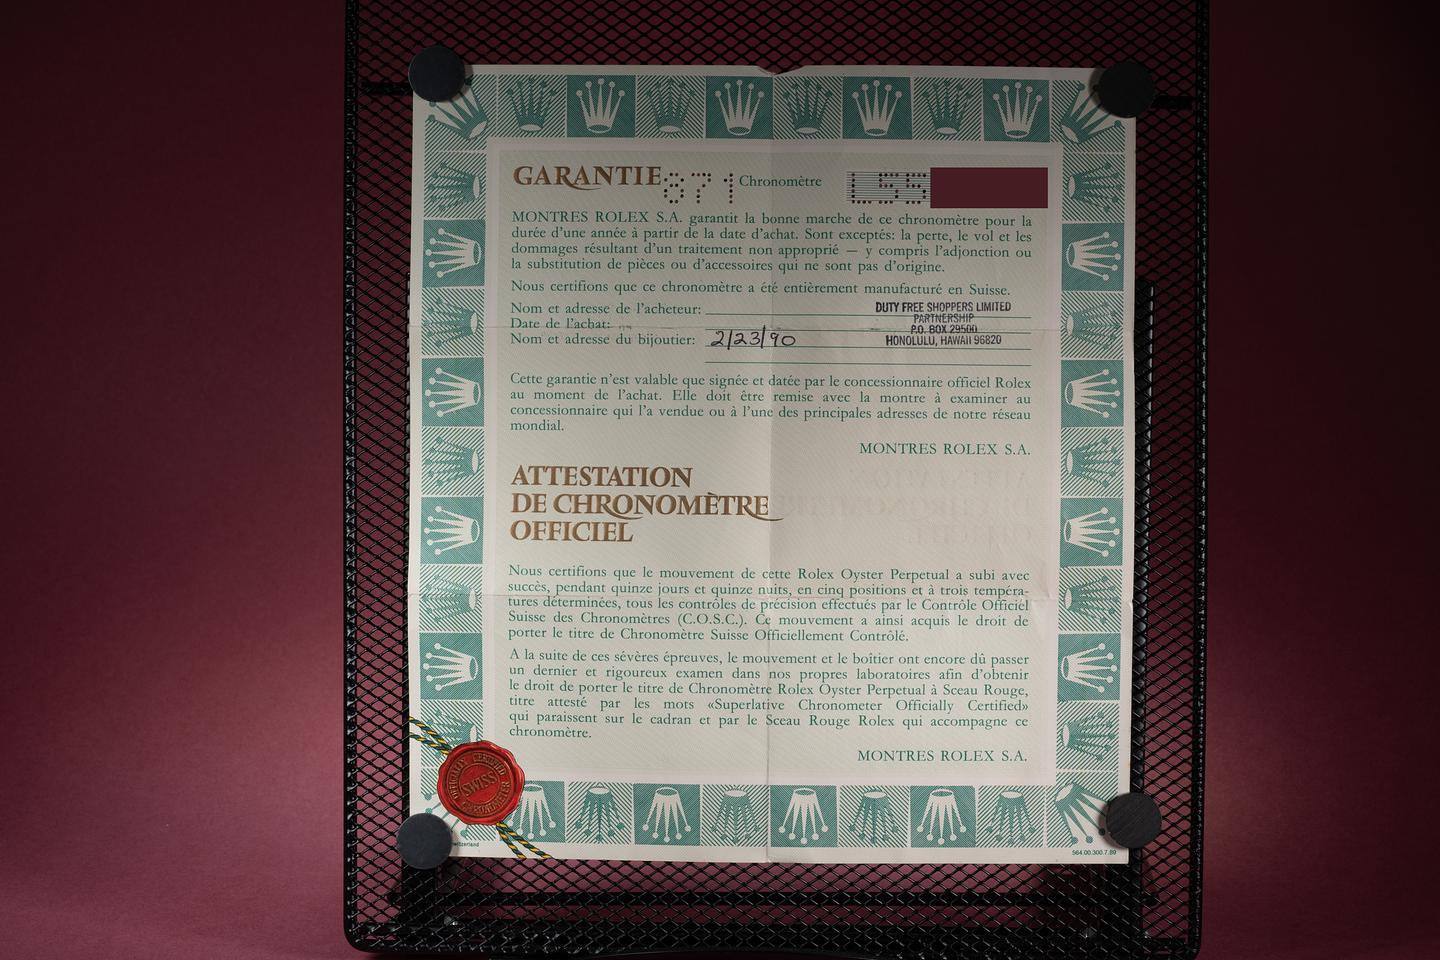 GARANTIE 871 Chronomètre L55
MONTRES ROLEX S.A. garantit la bonne marche de ce chronomètre pour la
durée d'une année à partir de la date d'achat. Sont exceptés: la perte, le vol et les
dommages résultant d'un traitement non approprié — y compris l'adjonction ou
la substitution de pièces ou d'accessoires qui ne sont pas d'origine.
Nous certifions que ce chronomètre a été entièrement manufacturé en Suisse.
Nom et adresse de l'acheteur:
Date de l'achat:
Nom et adresse du bijoutier: 2/23/90
DUTY FREE SHOPPERS LIMITED
PARTNERSHIP
P.O. BOX 29500
HONOLULU, HAWAII 96820
Cette garantie n'est valable que signée et datée par le concessionnaire officiel Rolex
au moment de l'achat. Elle doit être remise avec la montre à examiner au
concessionnaire qui l'a vendue ou à l'une des principales adresses de notre réseau
mondial.
MONTRES ROLEX S.A.
ATTESTATION
DE CHRONOMÈTRE
OFFICIEL
Nous certifions que le mouvement de cette Rolex Oyster Perpetual a subi avec
succès, pendant quinze jours et quinze nuits, en cinq positions et à trois tempéra-
tures déterminées, tous les contrôles de précision effectués par le Contrôle Officiel
Suisse des Chronomètres (C.O.S.C.). Ce mouvement a ainsi acquis le droit de
porter le titre de Chronomètre Suisse Officiellement Contrôlé.
A la suite de ces sévères épreuves, le mouvement et le boîtier ont encore dû passer
un dernier et rigoureux examen dans nos propres laboratoires afin d'obtenir
le droit de porter le titre de Chronomètre Rolex Oyster Perpetual à Sceau Rouge,
titre attesté par les mots «Superlative Chronometer Officially Certified»
qui paraissent sur le cadran et par le Sceau Rouge Rolex qui accompagne ce
chronomètre.
MONTRES ROLEX S.A.
OFFICIALLY CERTIFIED
SWISS
CHRONOMETER
564.00.300.7.89